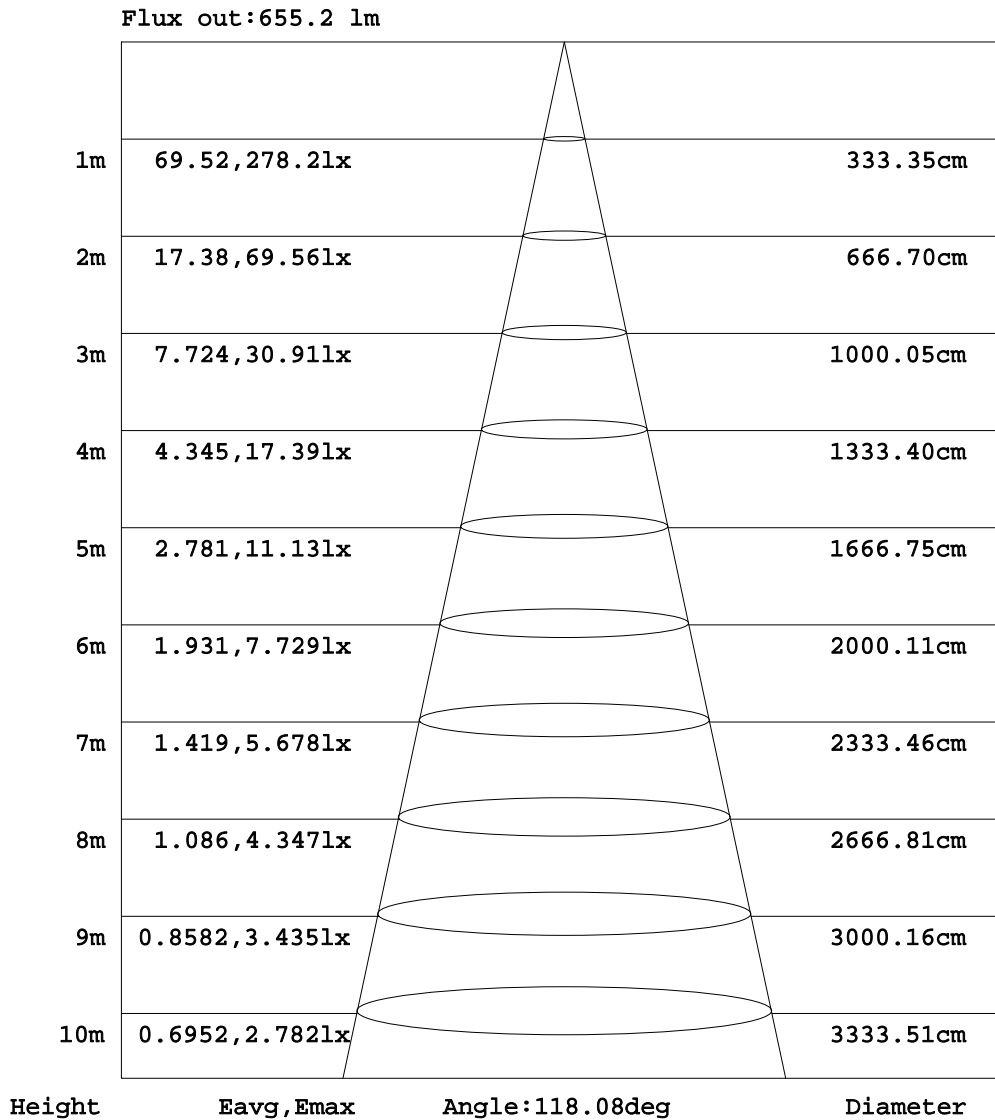 Flux out:655.2 lm
1m 69.52,278.2lx 333.35cm
2m 17.38,69.56lx 666.70cm
3m 7.724,30.91lx 1000.05cm
4m 4.345,17.39lx 1333.40cm
5m 2.781,11.13lx 1666.75cm
6m 1.931,7.729lx 2000.11cm
7m 1.419,5.678lx 2333.46cm
8m 1.086,4.347lx 2666.81cm
9m 0.8582,3.435lx 3000.16cm
10m 0.6952,2.782lx 3333.51cm
Height Eavg,Emax Angle:118.08deg Diameter